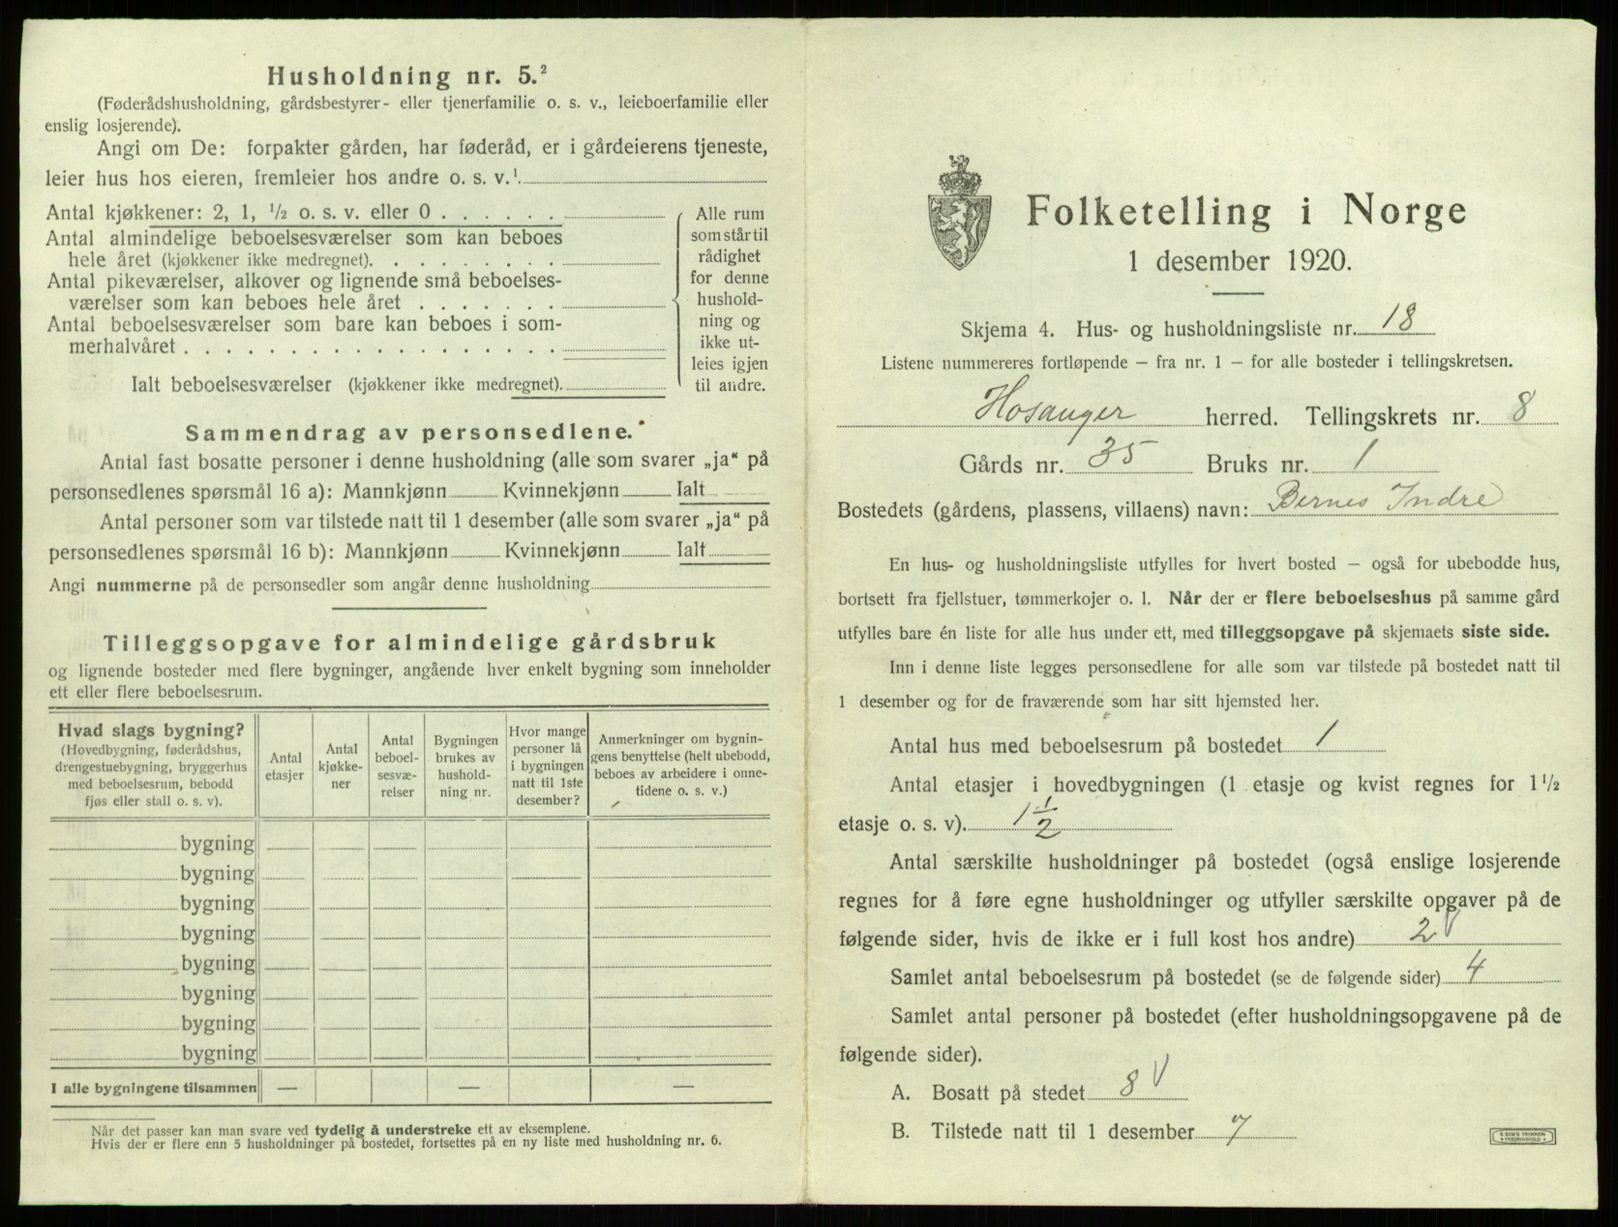 Husholdning nr. 5.²
(Føderådshusholdning, gårdsbestyrer- eller tjenerfamilie o. s. v., leieboerfamilie eller
enslig losjerende).
Angi om De: forpakter gården, har føderåd, er i gårdeierens tjeneste,
leier hus hos eieren, fremleier hos andre o. s. v.¹
Antal kjøkkener: 2, 1, ½ o. s. v. eller 0
Antal almindelige beboelsesværelser som kan beboes
hele året (kjøkkener ikke medregnet).
Antal pikeværelser, alkover og lignende små beboelses-
værelser som kan beboes hele året
Antal beboelsesværelser som bare kan beboes i som-
merhalvåret
Ialt beboelsesværelser (kjøkkener ikke medregnet).
Alle rum
som står til
rådighet
for denne
hushold-
ning og
ikke ut-
leies igjen
til andre.
Sammendrag av personsedlene.
Antal fast bosatte personer i denne husholdning (alle som svarer „ja“ på
personsedlenes spørsmål 16 a): Mannkjønn Kvinnekjønn Ialt
Antal personer som var tilstede natt til 1 desember (alle som svarer „ja“ på
personsedlenes spørsmål 16 b): Mannkjønn Kvinnekjønn Ialt
Angi nummerne på de personsedler som angår denne husholdning
Tilleggsopgave for almindelige gårdsbruk
og lignende bosteder med flere bygninger, angående hver enkelt bygning som inneholder
ett eller flere beboelsesrum.
Hvad slags bygning?
(Hovedbygning, føderådshus,
drengestuebygning, bryggerhus
med beboelsesrum, bebodd
fjøs eller stall o. s. v).
Antal
etasjer
Antal
kjøkke-
ner
Antal
beboel-
sesvæ-
relser
Bygningen
brukes av
hushold-
ning nr.
Hvor mange
personer lå
i bygningen
natt til 1ste
desember?
Anmerkninger om bygnin-
gens benyttelse (helt ubebodd,
beboes av arbeidere i onne-
tidene o. s. v.)
bygning
bygning
bygning
bygning
bygning
bygning
bygning
bygning
I alle bygningene tilsammen — — —
Når det passer kan man svare ved tydelig å understreke ett av eksemplene.
Hvis der er flere enn 5 husholdninger på bostedet, fortsettes på en ny liste med husholdning nr. 6.
Folketelling i Norge
1 desember 1920.
Skjema 4. Hus- og husholdningsliste nr. 18
Listene nummereres fortløpende — fra nr. 1 — for alle bosteder i tellingskretsen.
Hosanger herred. Tellingskrets nr. 8
Gårds nr. 35 Bruks nr. 1
Bostedets (gårdens, plassens, villaens) navn: Bernes Indre
En hus- og husholdningsliste utfylles for hvert bosted — også for ubebodde hus,
bortsett fra fjellstuer, tømmerkojer o. l. Når der er flere beboelseshus på samme gård
utfylles bare én liste for alle hus under ett, med tilleggsopgave på skjemaets siste side.
Inn i denne liste legges personsedlene for alle som var tilstede på bostedet natt til
1 desember og for de fraværende som har sitt hjemsted her.
Antal hus med beboelsesrum på bostedet 1
Antal etasjer i hovedbygningen (1 etasje og kvist regnes for 1½
etasje o. s. v). 1½
Antal særskilte husholdninger på bostedet (også enslige losjerende
regnes for å føre egne husholdninger og utfyller særskilte opgaver på de
følgende sider, hvis de ikke er i full kost hos andre) 2 V
Samlet antal beboelsesrum på bostedet (se de følgende sider) 4
Samlet antal personer på bostedet (efter husholdningsopgavene på de
følgende sider).
A. Bosatt på stedet 8 V
B. Tilstede natt til 1 desember 7